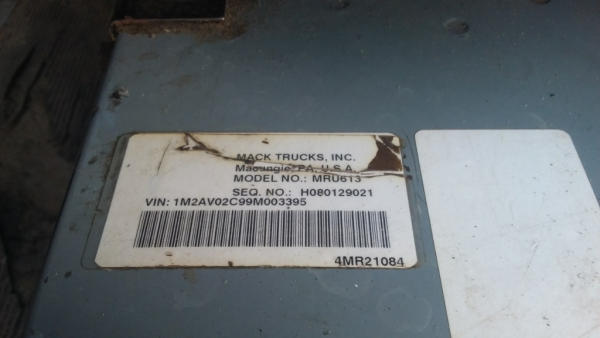 MACK TRUCKS, INC.
Macungie, PA, U.S.A.
MODEL NO.: MRU613
SEQ. NO.: H080129021
VIN: 1M2AV02C99M003395
4MR21084